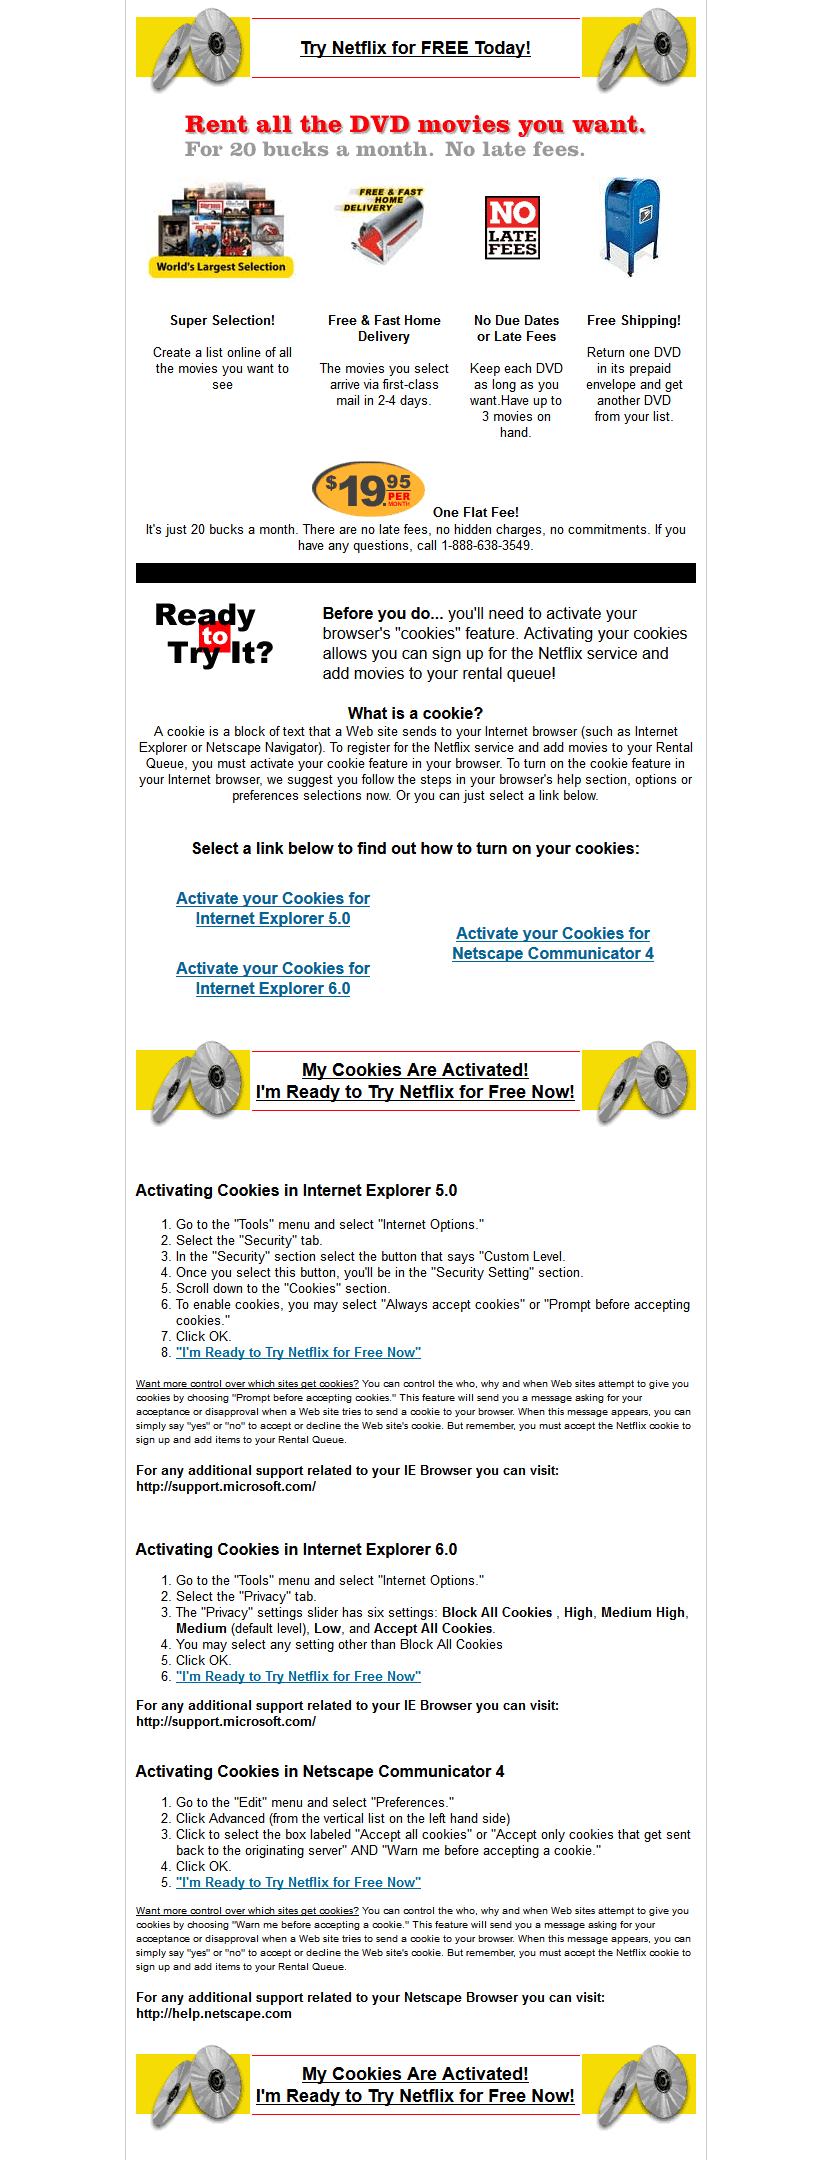 Try Netflix for FREE Today!
Rent all the DVD movies you want.
For 20 bucks a month. No late fees.
World's Largest Selection
FREE & FAST
HOME
DELIVERY
NO
LATE
FEES
Super Selection!
Create a list online of all
the movies you want to
see
Free & Fast Home
Delivery
The movies you select
arrive via first-class
mail in 2-4 days.
No Due Dates
or Late Fees
Keep each DVD
as long as you
want.Have up to
3 movies on
hand.
Free Shipping!
Return one DVD
in its prepaid
envelope and get
another DVD
from your list.
$19.95 PER MONTH
One Flat Fee!
It's just 20 bucks a month. There are no late fees, no hidden charges, no commitments. If you
have any questions, call 1-888-638-3549.
Ready
to
Try It?
Before you do... you'll need to activate your
browser's "cookies" feature. Activating your cookies
allows you can sign up for the Netflix service and
add movies to your rental queue!
What is a cookie?
A cookie is a block of text that a Web site sends to your Internet browser (such as Internet
Explorer or Netscape Navigator). To register for the Netflix service and add movies to your Rental
Queue, you must activate your cookie feature in your browser. To turn on the cookie feature in
your Internet browser, we suggest you follow the steps in your browser's help section, options or
preferences selections now. Or you can just select a link below.
Select a link below to find out how to turn on your cookies:
Activate your Cookies for
Internet Explorer 5.0
Activate your Cookies for
Internet Explorer 6.0
Activate your Cookies for
Netscape Communicator 4
My Cookies Are Activated!
I'm Ready to Try Netflix for Free Now!
Activating Cookies in Internet Explorer 5.0
1. Go to the "Tools" menu and select "Internet Options."
2. Select the "Security" tab.
3. In the "Security" section select the button that says "Custom Level.
4. Once you select this button, you'll be in the "Security Setting" section.
5. Scroll down to the "Cookies" section.
6. To enable cookies, you may select "Always accept cookies" or "Prompt before accepting
cookies."
7. Click OK.
8. "I'm Ready to Try Netflix for Free Now"
Want more control over which sites get cookies? You can control the who, why and when Web sites attempt to give you
cookies by choosing "Prompt before accepting cookies." This feature will send you a message asking for your
acceptance or disapproval when a Web site tries to send a cookie to your browser. When this message appears, you can
simply say "yes" or "no" to accept or decline the Web site's cookie. But remember, you must accept the Netflix cookie to
sign up and add items to your Rental Queue.
For any additional support related to your IE Browser you can visit:
http://support.microsoft.com/
Activating Cookies in Internet Explorer 6.0
1. Go to the "Tools" menu and select "Internet Options."
2. Select the "Privacy" tab.
3. The "Privacy" settings slider has six settings: Block All Cookies , High, Medium High,
Medium (default level), Low, and Accept All Cookies.
4. You may select any setting other than Block All Cookies
5. Click OK.
6. "I'm Ready to Try Netflix for Free Now"
For any additional support related to your IE Browser you can visit:
http://support.microsoft.com/
Activating Cookies in Netscape Communicator 4
1. Go to the "Edit" menu and select "Preferences."
2. Click Advanced (from the vertical list on the left hand side)
3. Click to select the box labeled "Accept all cookies" or "Accept only cookies that get sent
back to the originating server" AND "Warn me before accepting a cookie."
4. Click OK.
5. "I'm Ready to Try Netflix for Free Now"
Want more control over which sites get cookies? You can control the who, why and when Web sites attempt to give you
cookies by choosing "Warn me before accepting a cookie." This feature will send you a message asking for your
acceptance or disapproval when a Web site tries to send a cookie to your browser. When this message appears, you can
simply say "yes" or "no" to accept or decline the Web site's cookie. But remember, you must accept the Netflix cookie to
sign up and add items to your Rental Queue.
For any additional support related to your Netscape Browser you can visit:
http://help.netscape.com
My Cookies Are Activated!
I'm Ready to Try Netflix for Free Now!